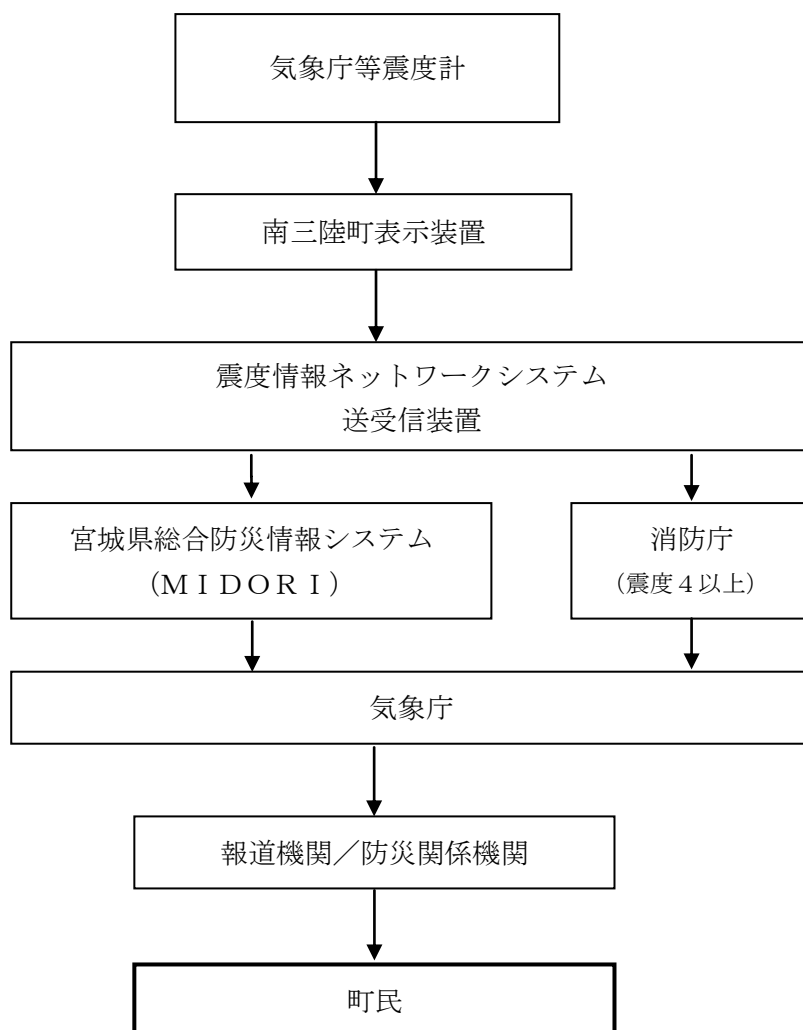 気象庁等震度計
南三陸町表示装置
震度情報ネットワークシステム
送受信装置
宮城県総合防災情報システム
（ＭＩＤＯＲＩ）
消防庁
（震度４以上）
気象庁
報道機関／防災関係機関
町民